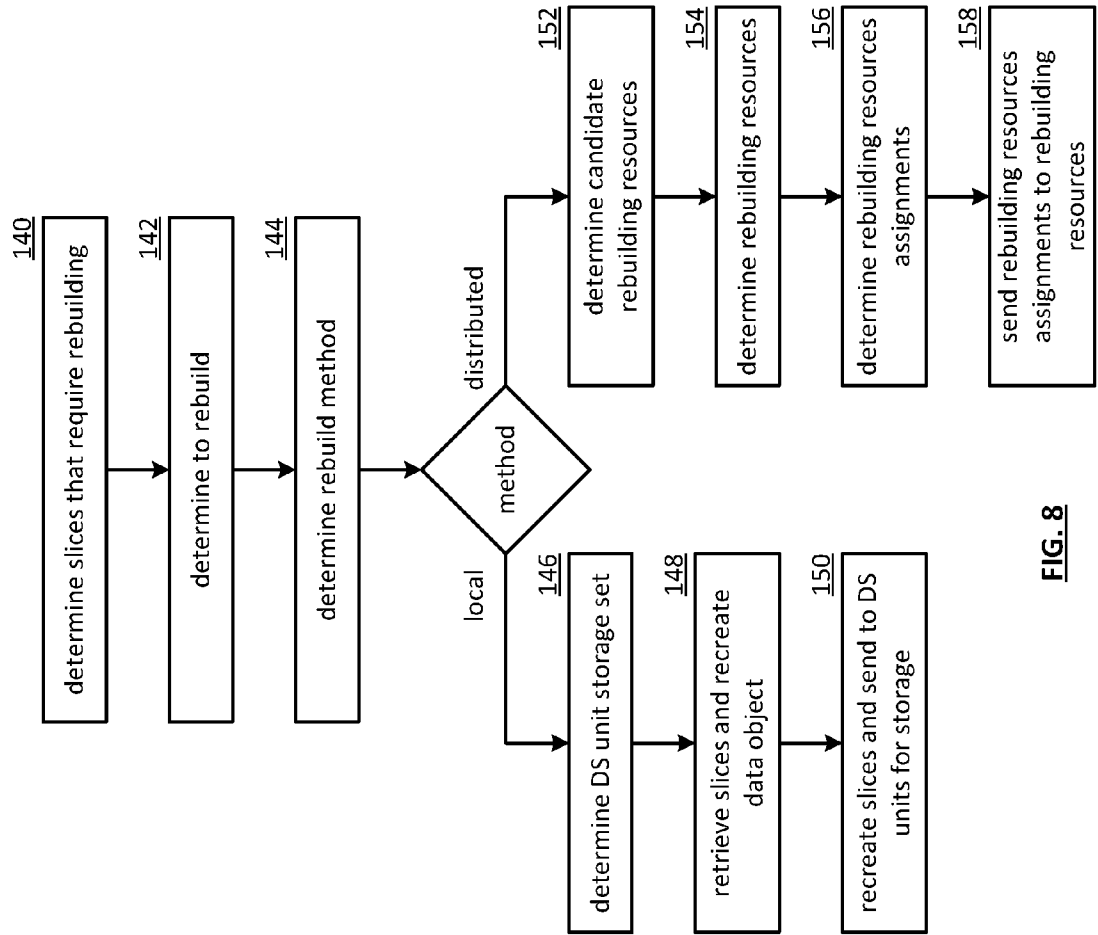 140
determine slices that require rebuilding
142
determine to rebuild
144
determine rebuild method
method
local
distributed
146
determine DS unit storage set
148
retrieve slices and recreate
data object
150
recreate slices and send to DS
units for storage
152
determine candidate
rebuilding resources
154
determine rebuilding resources
156
determine rebuilding resources
assignments
158
send rebuilding resources
assignments to rebuilding
resources
FIG. 8